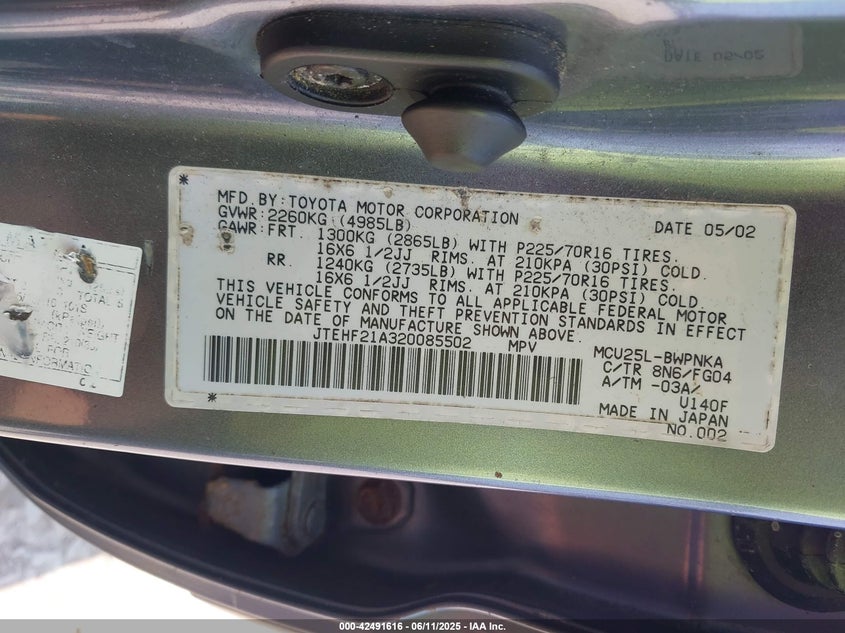 DATE 05/02
MFD BY: TOYOTA MOTOR CORPORATION DATE 05/02
GVWR: 2260KG (4985LB)
GAWR: FRT. 1300KG (2865LB) WITH P225/70R16 TIRES.
16X6 1/2JJ RIMS. AT 210KPA (30PSI) COLD.
RR. 1240KG (2735LB) WITH P225/70R16 TIRES.
16X6 1/2JJ RIMS. AT 210KPA (30PSI) COLD.
THIS VEHICLE CONFORMS TO ALL APPLICABLE FEDERAL MOTOR
VEHICLE SAFETY AND THEFT PREVENTION STANDARDS IN EFFECT
ON THE DATE OF MANUFACTURE SHOWN ABOVE.
JTEHF21A320085502 MPV MCU25L-BWPNKA
C/TR 8N6/FG04
A/TM -03A/
U140F
MADE IN JAPAN
NO.002
TOTAL
000-42491616 - 06/11/2025 - IAA Inc.